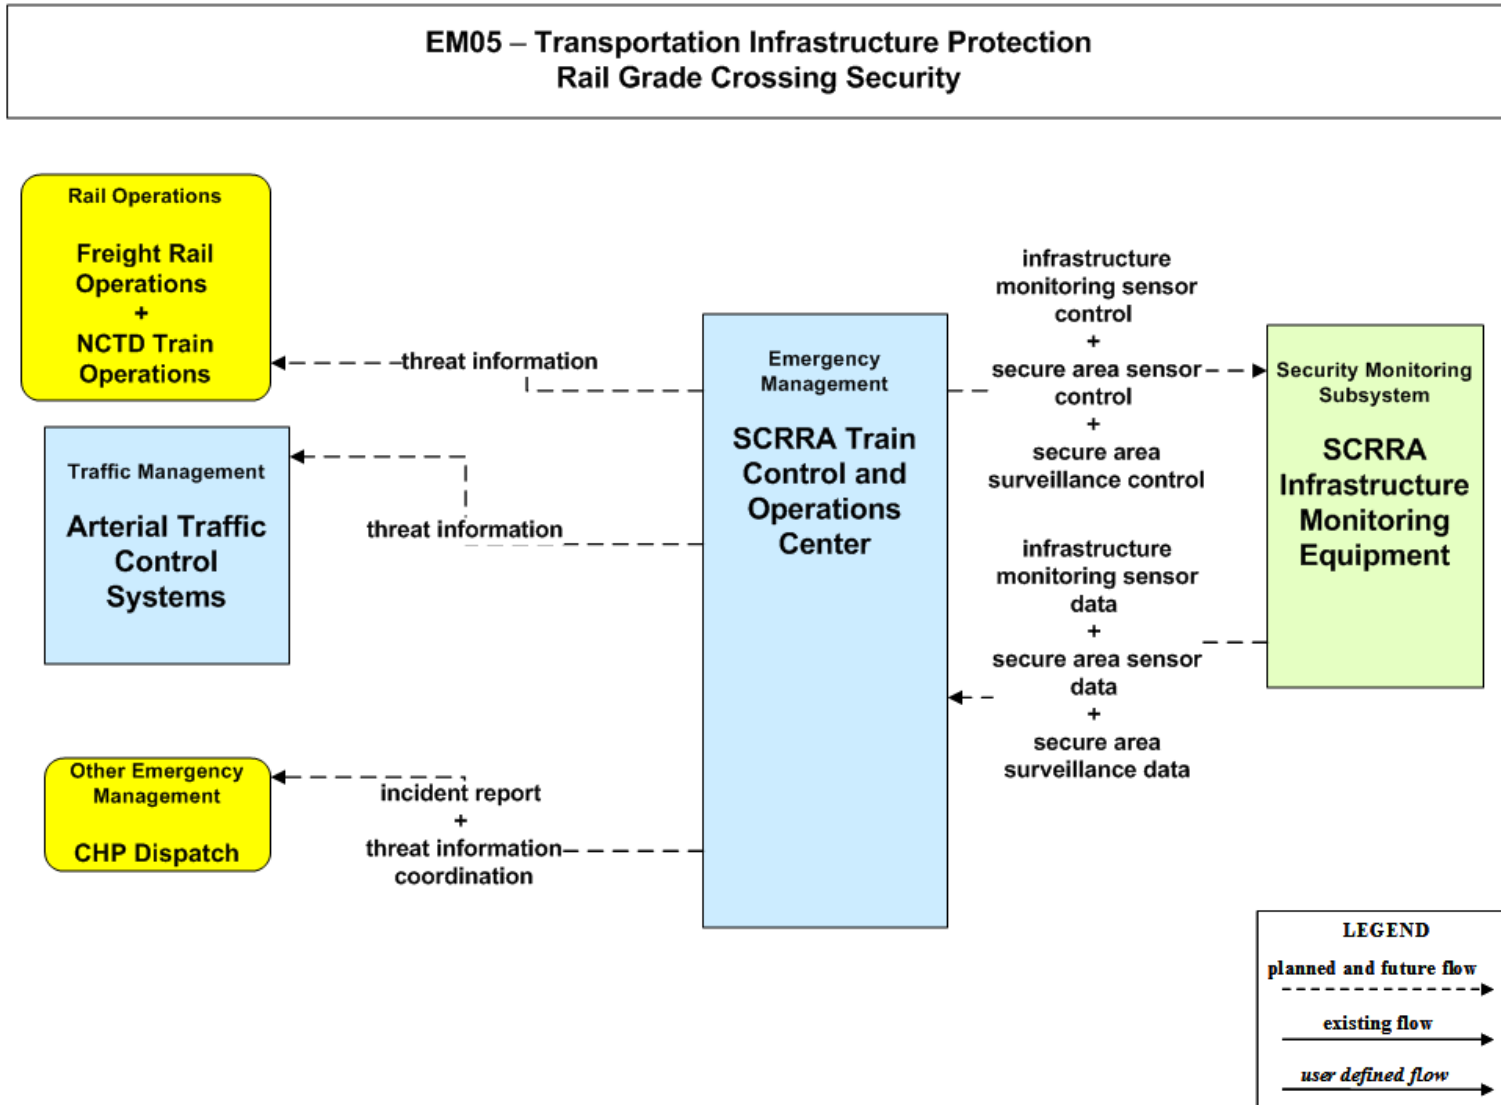 EM05 – Transportation Infrastructure Protection
Rail Grade Crossing Security
Rail Operations
Freight Rail
Operations
+
NCTD Train
Operations
threat information
Traffic Management
Arterial Traffic
Control
Systems
threat information
Other Emergency
Management
CHP Dispatch
incident report
+
threat information
coordination
Emergency
Management
SCRRA Train
Control and
Operations
Center
infrastructure
monitoring sensor
control
+
secure area sensor
control
+
secure area
surveillance control
infrastructure
monitoring sensor
data
+
secure area sensor
data
+
secure area
surveillance data
Security Monitoring
Subsystem
SCRRA
Infrastructure
Monitoring
Equipment
LEGEND
planned and future flow
existing flow
user defined flow